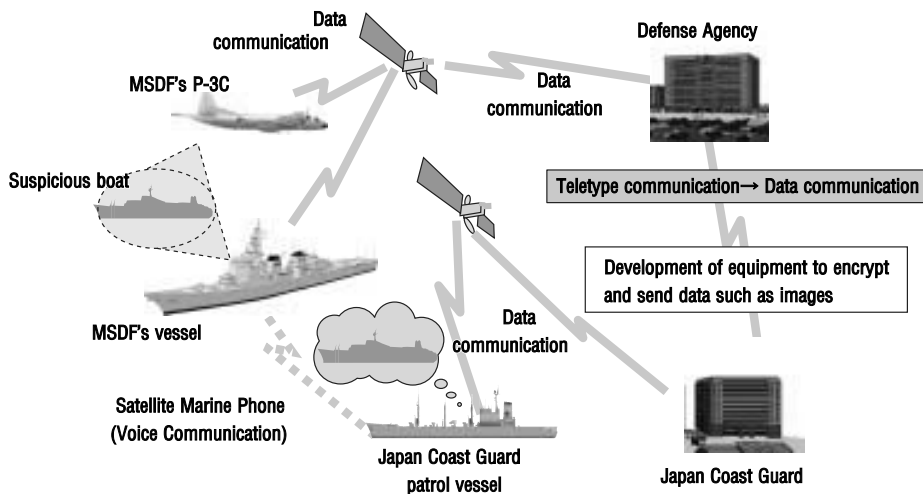 Data
communication
Defense Agency
MSDF's P-3C
Data
communication
Suspicious boat
Teletype communication→ Data communication
Development of equipment to encrypt
and send data such as images
MSDF's vessel
Data
communication
Satellite Marine Phone
(Voice Communication)
Japan Coast Guard
patrol vessel
Japan Coast Guard